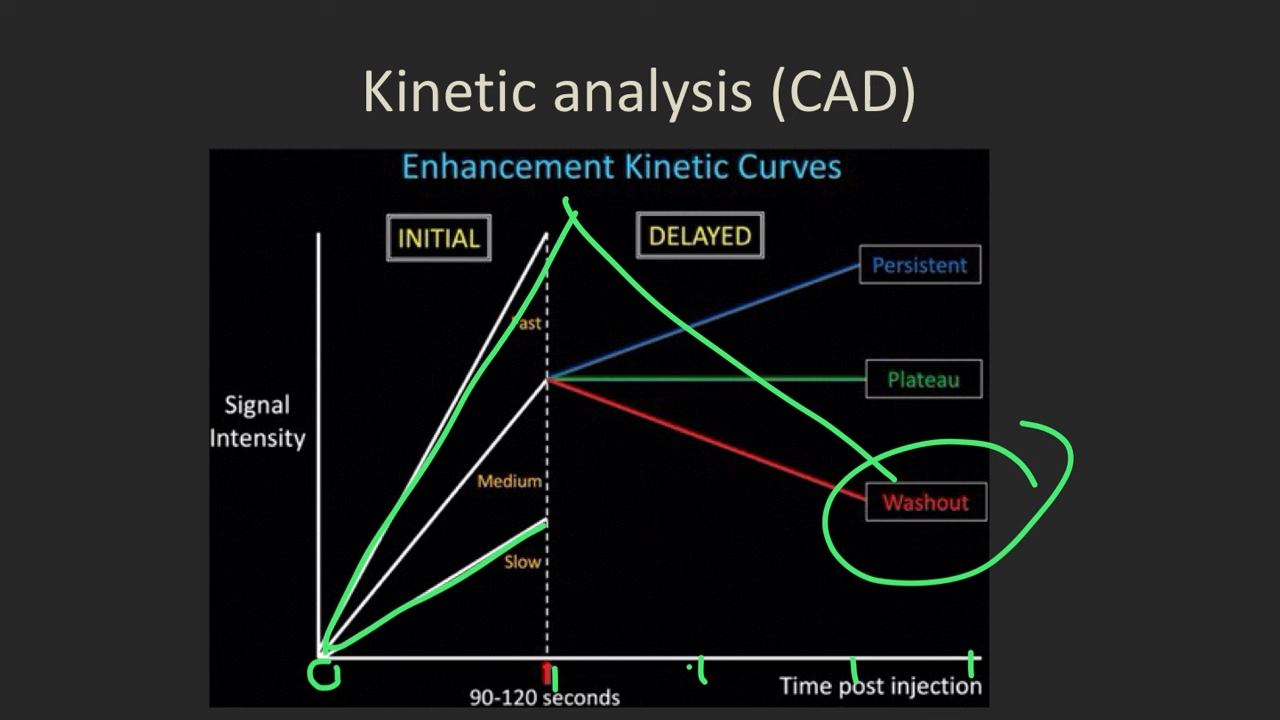 Kinetic analysis (CAD)
Enhancement Kinetic Curves
INITIAL
DELAYED
Persistent
Fast
Plateau
Signal
Intensity
Medium
Washout
Slow
0
Time post injection
90-120 seconds